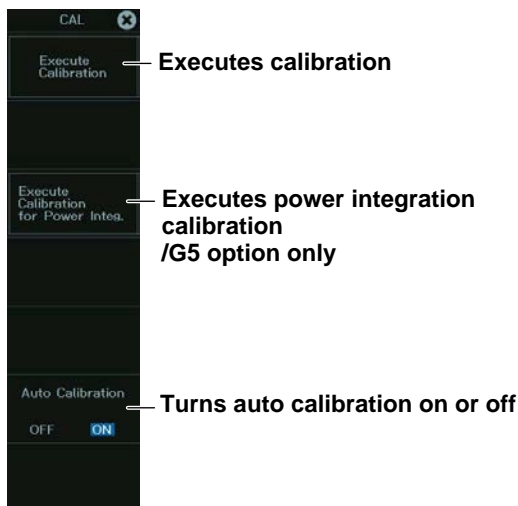 CAL
Execute
Calibration
Executes calibration
Execute
Calibration
for Power Integ.
Executes power integration
calibration
/G5 option only
Auto Calibration
OFF ON
Turns auto calibration on or off